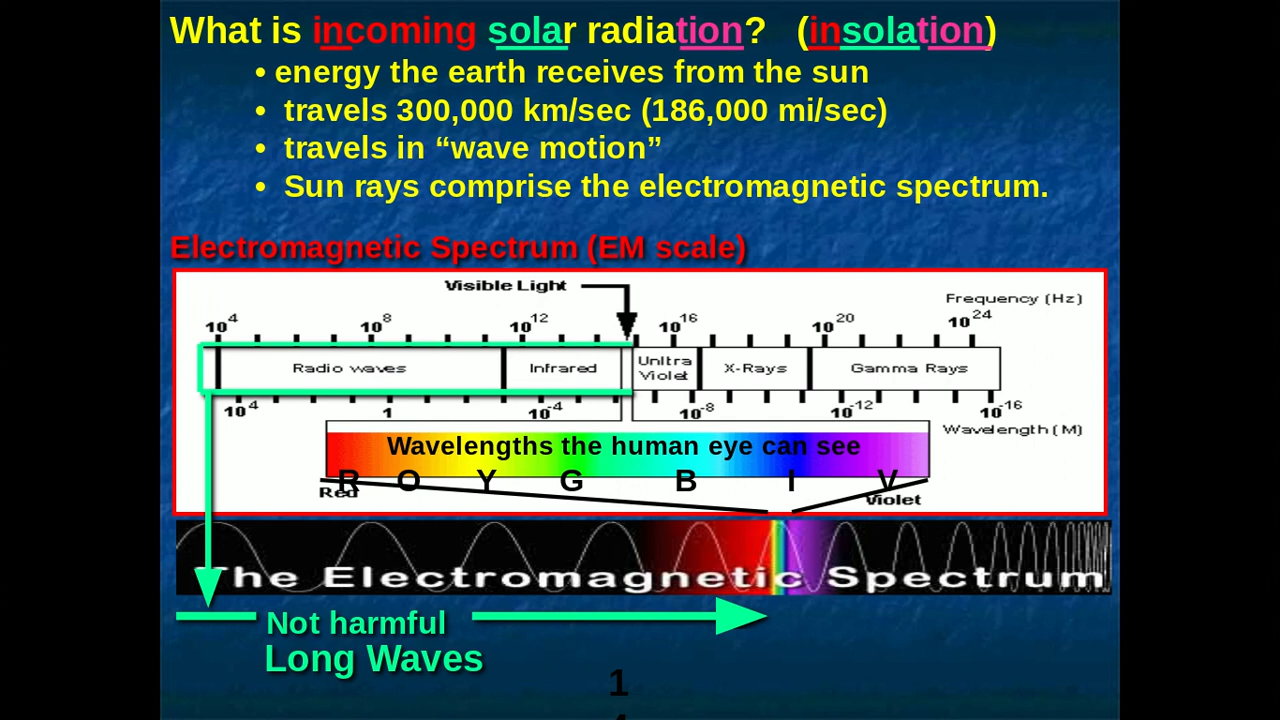 What is incoming solar radiation? (insolation)
• energy the earth receives from the sun
• travels 300,000 km/sec (186,000 mi/sec)
• travels in “wave motion”
• Sun rays comprise the electromagnetic spectrum.
Electromagnetic Spectrum (EM scale)
Visible Light
Frequency (Hz)
10^4 10^8 10^12 10^16 10^20 10^24
Radio waves Infrared Unltra Violet X-Rays Gamma Rays
10^4 1 10^-4 10^-8 10^-12 10^-16
Wavelength (M)
Wavelengths the human eye can see
R O Y G B I V
Red Violet
The Electromagnetic Spectrum
Not harmful
Long Waves
1